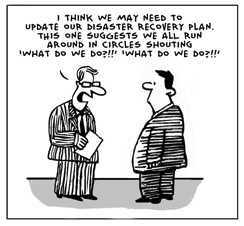 I THINK WE MAY NEED TO
UPDATE OUR DISASTER RECOVERY PLAN.
THIS ONE SUGGESTS WE ALL RUN
AROUND IN CIRCLES SHOUTING
'WHAT DO WE DO?!!' 'WHAT DO WE DO?!!'